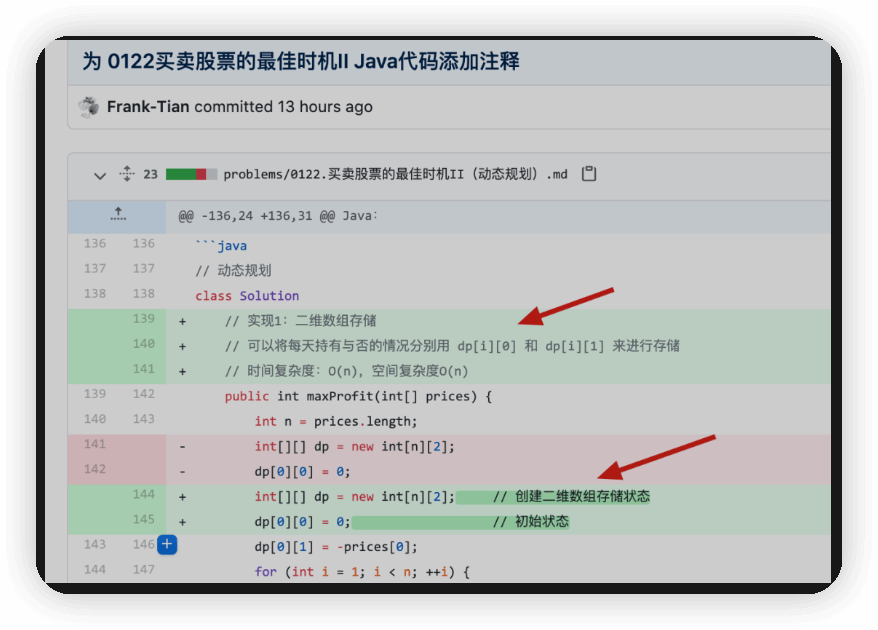 为 0122买卖股票的最佳时机II Java代码添加注释
Frank-Tian committed 13 hours ago
23 problems/0122.买卖股票的最佳时机II（动态规划）.md
@@ -136,24 +136,31 @@ Java：
136 136 ```java
137 137 // 动态规划
138 138 class Solution
139 + // 实现1：二维数组存储
140 + // 可以将每天持有与否的情况分别用 dp[i][0] 和 dp[i][1] 来进行存储
141 + // 时间复杂度：O(n)，空间复杂度O(n)
139 142 public int maxProfit(int[] prices) {
140 143 int n = prices.length;
141 - int[][] dp = new int[n][2];
142 - dp[0][0] = 0;
144 + int[][] dp = new int[n][2]; // 创建二维数组存储状态
145 + dp[0][0] = 0; // 初始状态
143 146 + dp[0][1] = -prices[0];
144 147 for (int i = 1; i < n; ++i) {